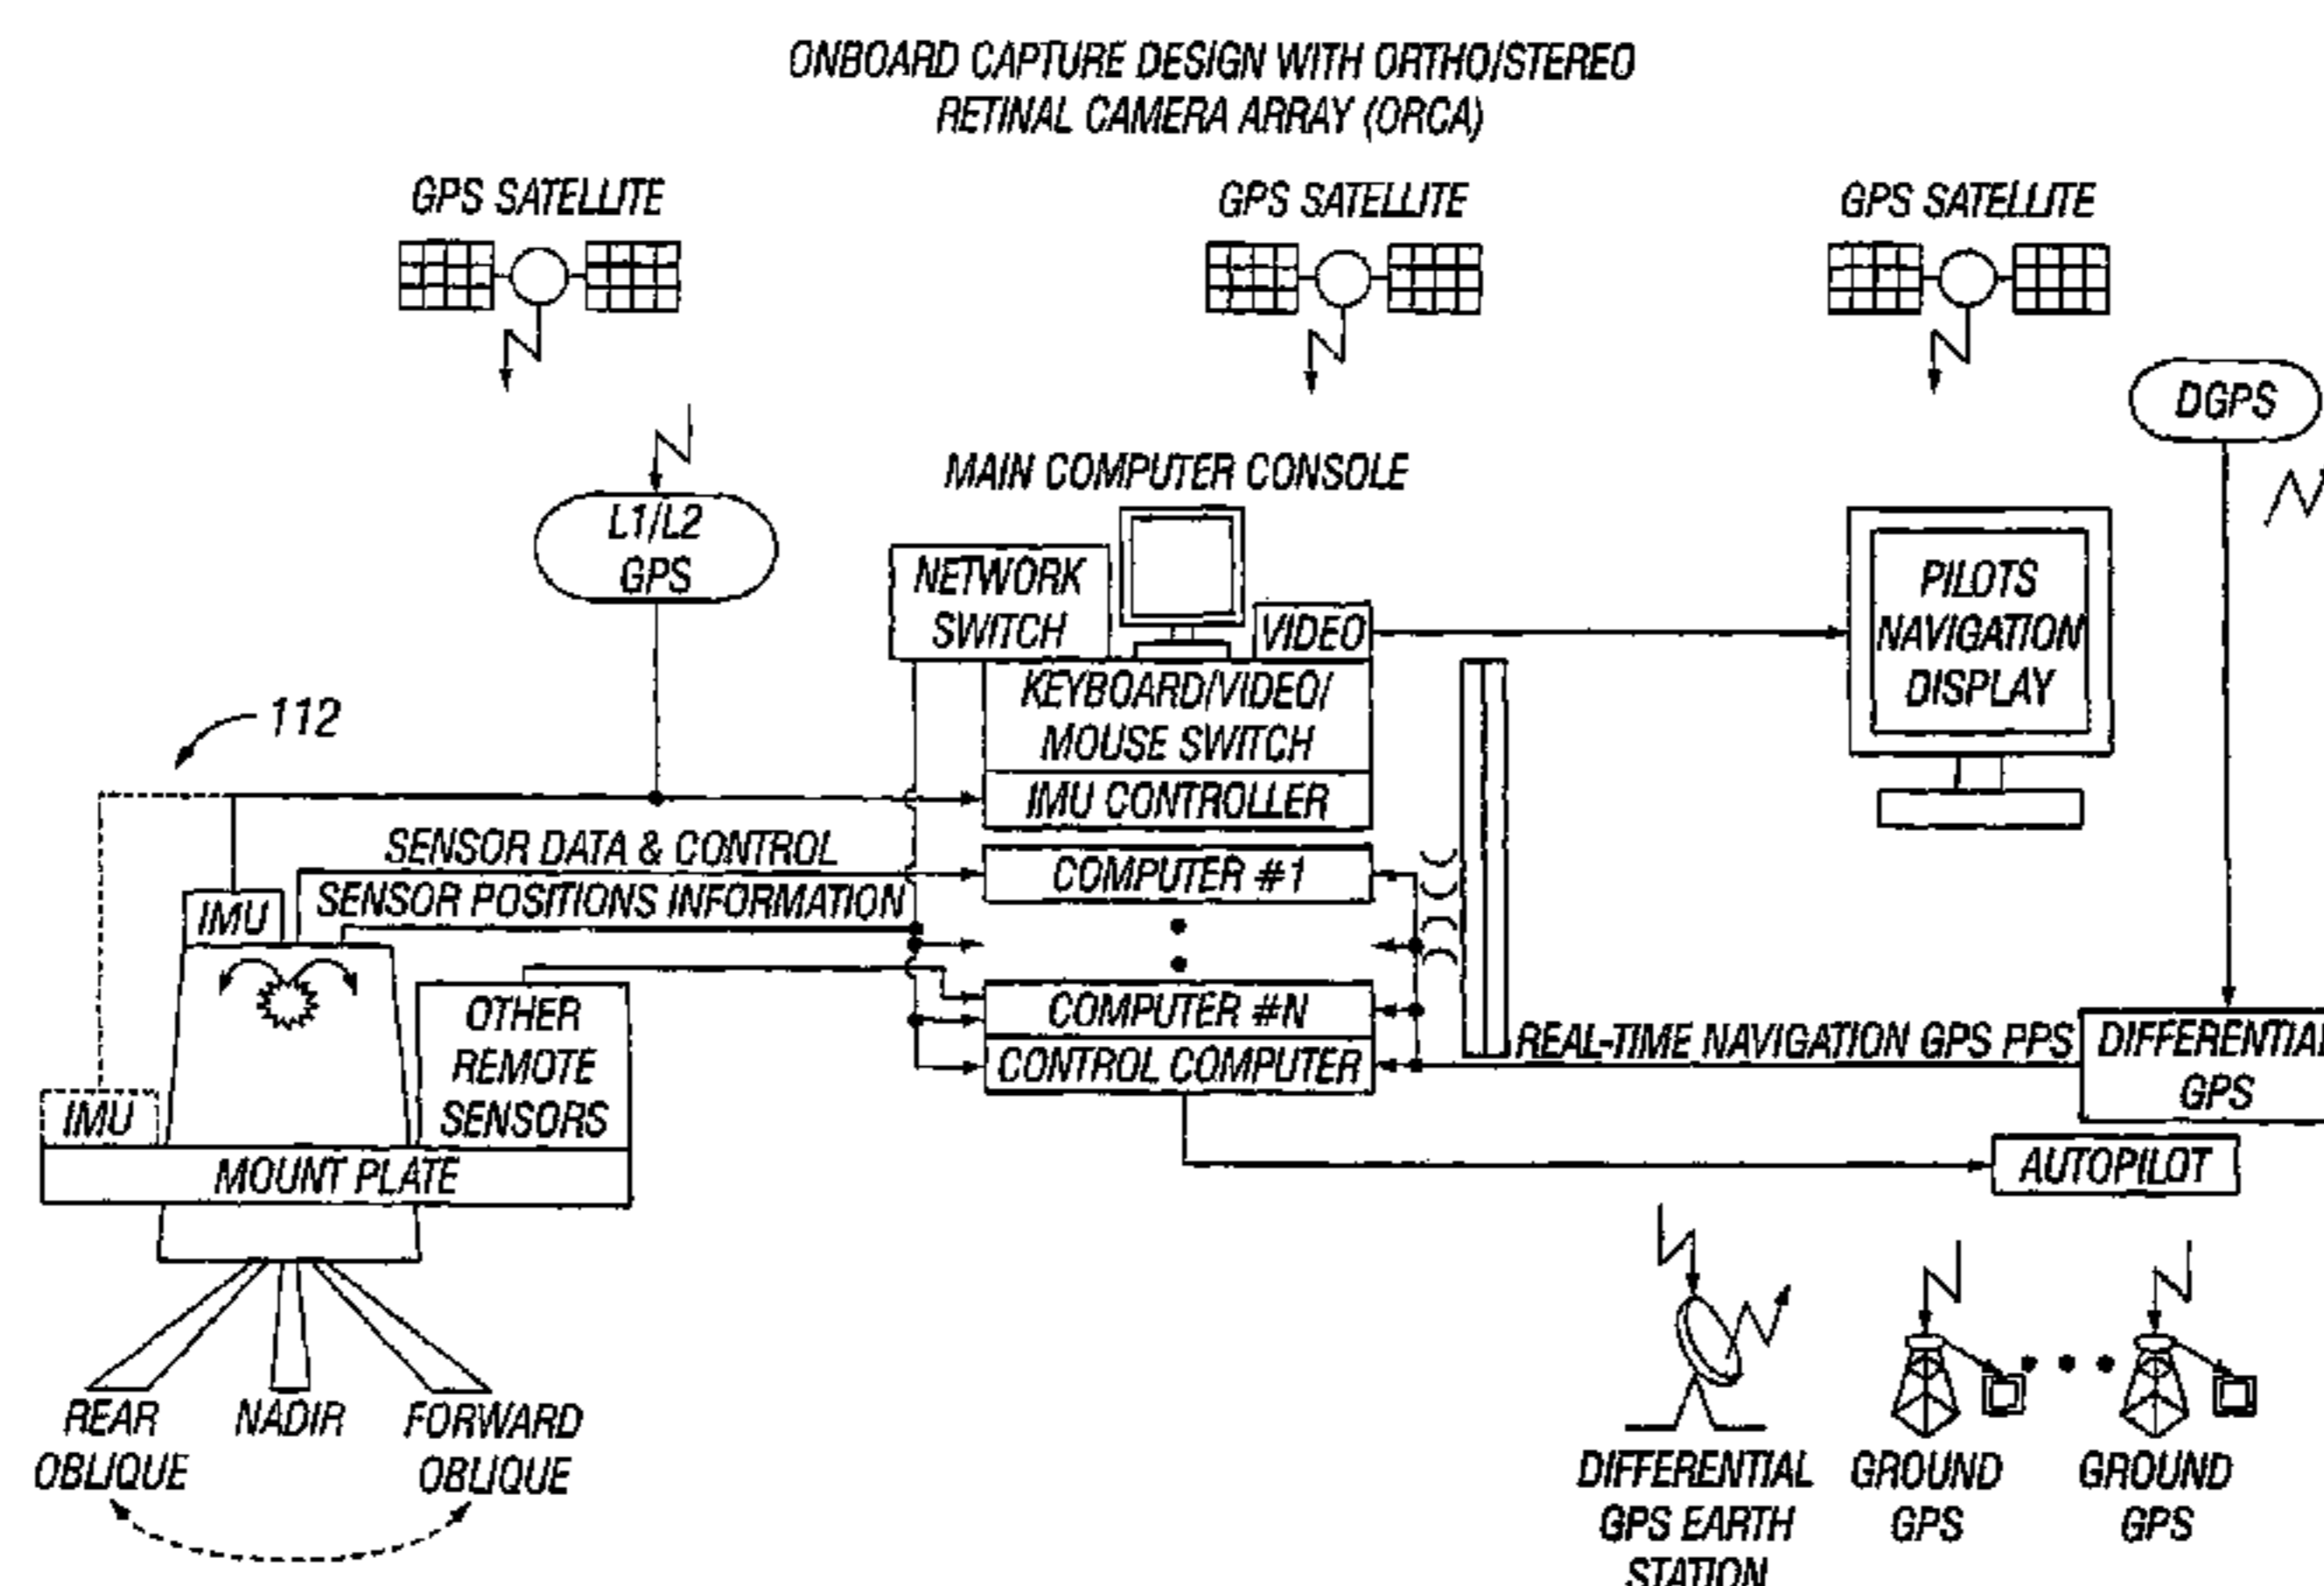 ONBOARD CAPTURE DESIGN WITH ORTHO/STEREO
RETINAL CAMERA ARRAY (ORCA)
GPS SATELLITE
GPS SATELLITE
GPS SATELLITE
DGPS
L1/L2
GPS
MAIN COMPUTER CONSOLE
NETWORK
SWITCH
VIDEO
KEYBOARD/VIDEO/
MOUSE SWITCH
IMU CONTROLLER
PILOTS
NAVIGATION
DISPLAY
112
SENSOR DATA & CONTROL
SENSOR POSITIONS INFORMATION
COMPUTER #1
COMPUTER #N
CONTROL COMPUTER
IMU
OTHER
REMOTE
SENSORS
IMU
MOUNT PLATE
REAL-TIME NAVIGATION GPS PPS
DIFFERENTIAL
GPS
AUTOPILOT
REAR
OBLIQUE
NADIR
FORWARD
OBLIQUE
DIFFERENTIAL
GPS EARTH
STATION
GROUND
GPS
GROUND
GPS